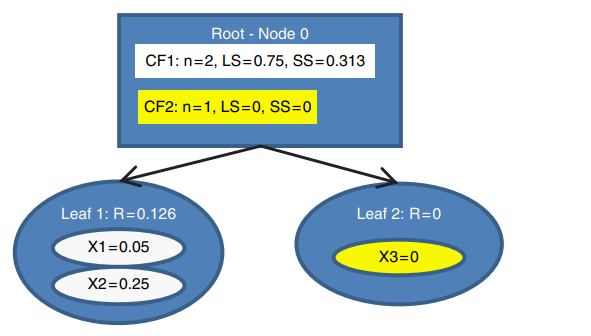 Root - Node 0
CF1: n=2, LS=0.75, SS=0.313
CF2: n=1, LS=0, SS=0
Leaf 1: R=0.126
X1=0.05
X2=0.25
Leaf 2: R=0
X3=0